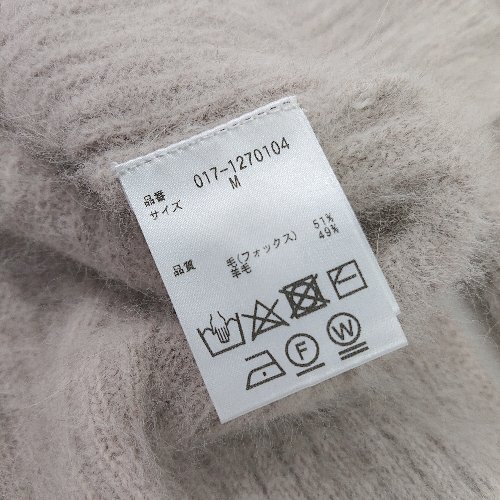 品番 017-1270104
サイズ M
品質 毛(フォックス) 51%
羊毛 49%
F
W